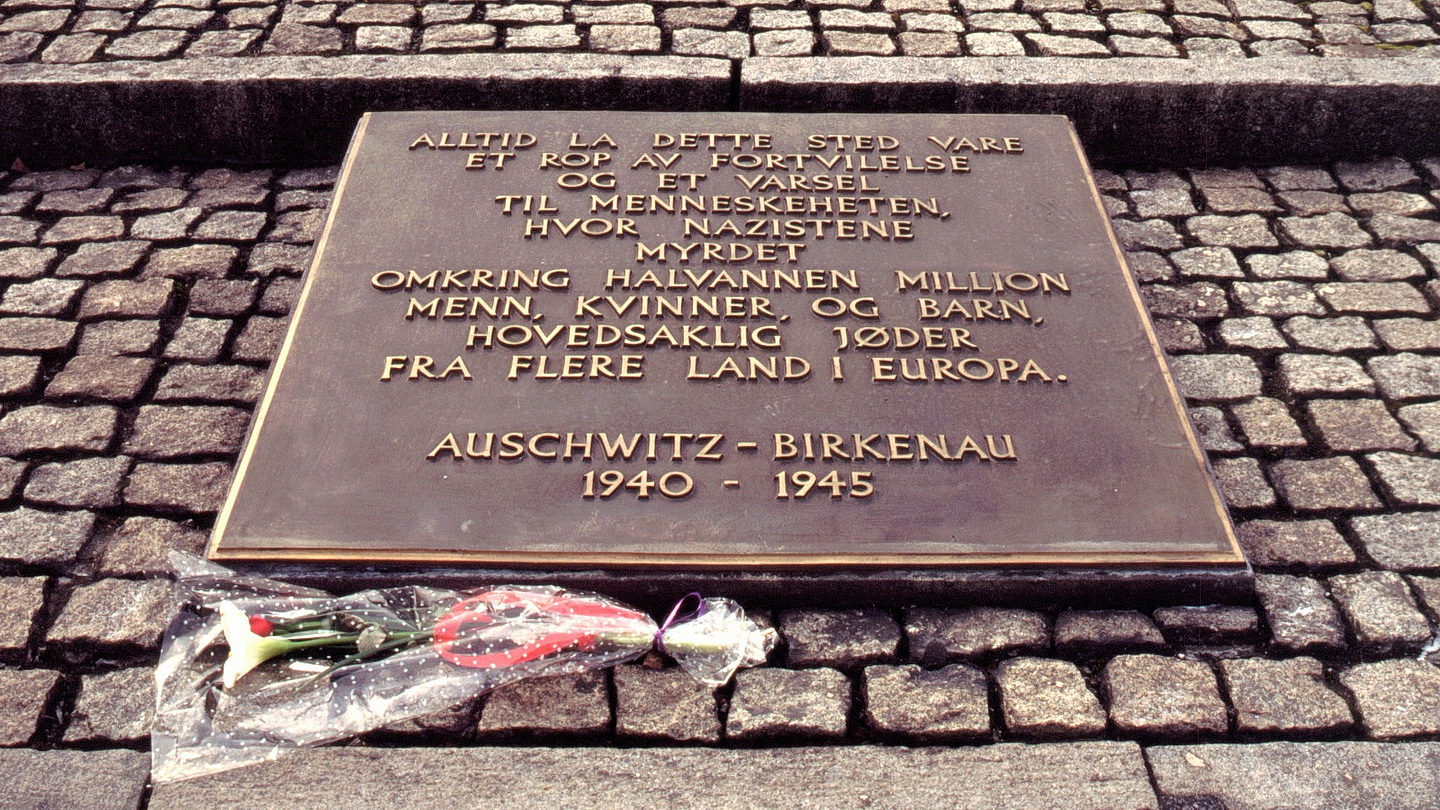 ALLTID LA DETTE STED VARE
ET ROP AV FORTVILELSE
OG ET VARSEL
TIL MENNESKEHETEN,
HVOR NAZISTENE
MYRDET
OMKRING HALVANNEN MILLION
MENN, KVINNER, OG BARN,
HOVEDSAKLIG JØDER
FRA FLERE LAND I EUROPA.
AUSCHWITZ - BIRKENAU
1940 - 1945